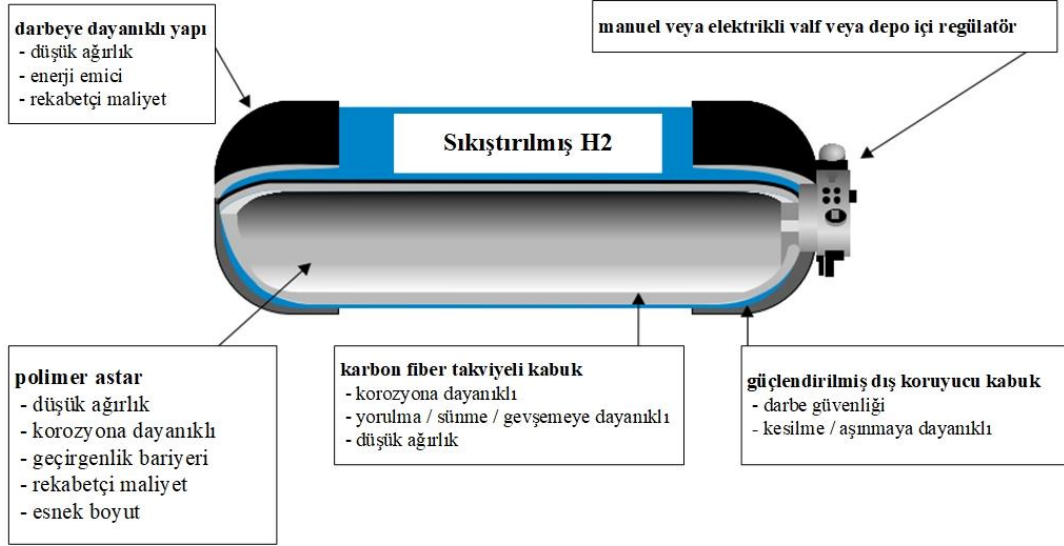 darbeye dayanıklı yapı
- düşük ağırlık
- enerji emici
- rekabetçi maliyet
manuel veya elektrikli valf veya depo içi regülatör
Sıkıştırılmış H2
polimer astar
- düşük ağırlık
- korozyona dayanıklı
- geçirgenlik bariyeri
- rekabetçi maliyet
- esnek boyut
karbon fiber takviyeli kabuk
- korozyona dayanıklı
- yorulma / sünme / gevşemeye dayanıklı
- düşük ağırlık
güçlendirilmiş dış koruyucu kabuk
- darbe güvenliği
- kesilme / aşınmaya dayanıklı